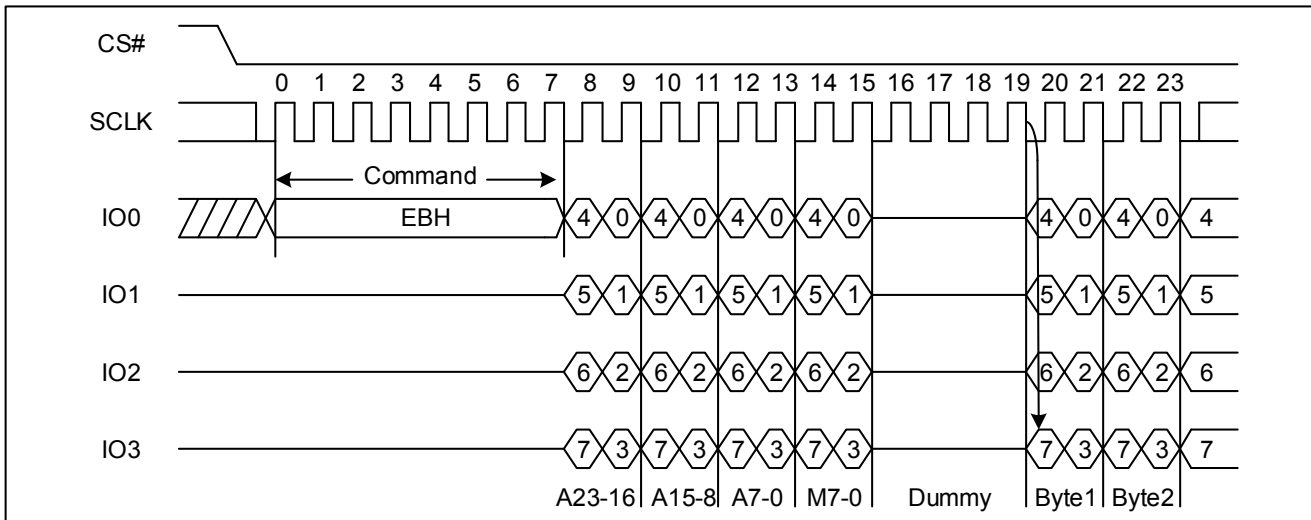 CS#
0 1 2 3 4 5 6 7 8 9 10 11 12 13 14 15 16 17 18 19 20 21 22 23
SCLK
Command
IO0 EBH 4 0 4 0 4 0 4 0 4 0 4 0 4
IO1 5 1 5 1 5 1 5 1 5 1 5 1 5
IO2 6 2 6 2 6 2 6 2 6 2 6 2 6
IO3 7 3 7 3 7 3 7 3 7 3 7 3 7
A23-16 A15-8 A7-0 M7-0 Dummy Byte1 Byte2